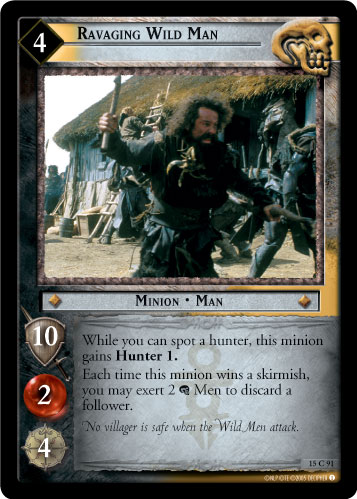 4
RAVAGING WILD MAN
MINION • MAN
10
While you can spot a hunter, this minion
gains Hunter 1.
2
Each time this minion wins a skirmish,
you may exert 2 Men to discard a
follower.
4
No villager is safe when the Wild Men attack.
15 C 91